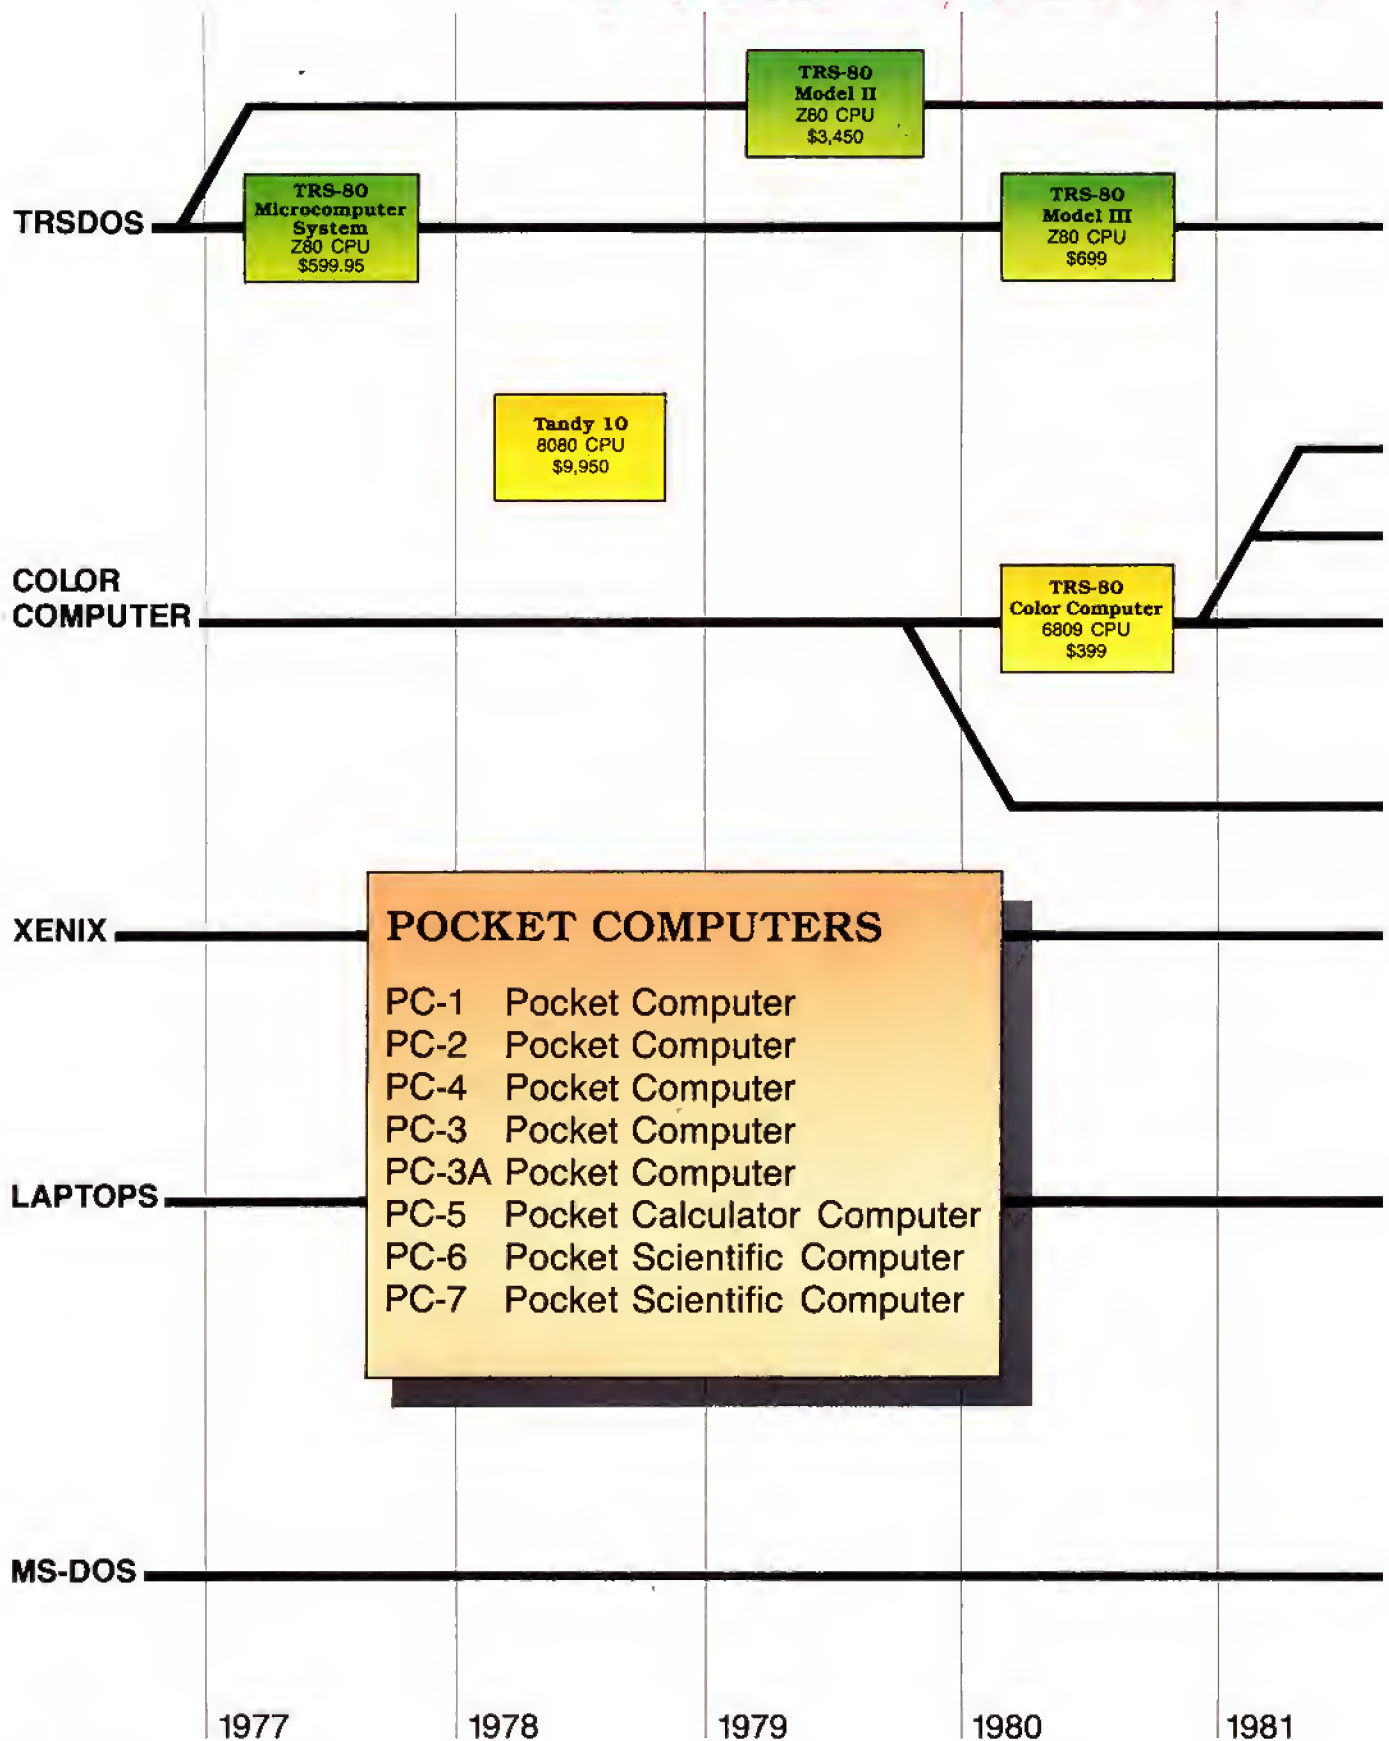 TRS-80
Model II
Z80 CPU
$3,450
TRSDOS
TRS-80
Microcomputer
System
Z80 CPU
$599.95
TRS-80
Model III
Z80 CPU
$699
Tandy 10
8080 CPU
$9,950
COLOR
COMPUTER
TRS-80
Color Computer
6809 CPU
$399
XENIX
POCKET COMPUTERS
PC-1 Pocket Computer
PC-2 Pocket Computer
PC-4 Pocket Computer
PC-3 Pocket Computer
PC-3A Pocket Computer
PC-5 Pocket Calculator Computer
PC-6 Pocket Scientific Computer
PC-7 Pocket Scientific Computer
LAPTOPS
MS-DOS
1977
1978
1979
1980
1981